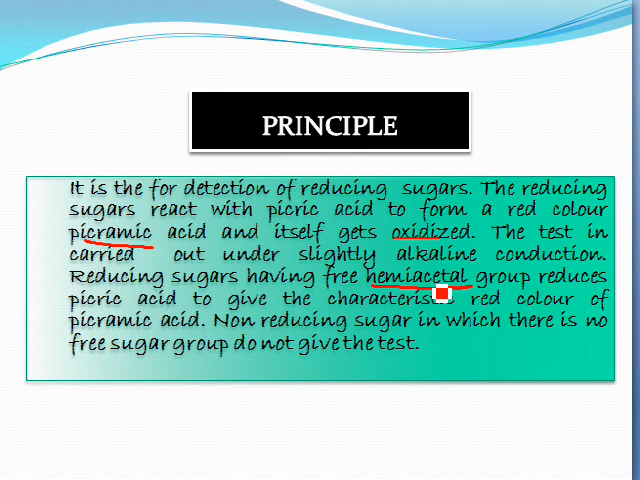 PRINCIPLE
It is the for detection of reducing sugars. The reducing
sugars react with picric acid to form a red colour
picramic acid and itself gets oxidized. The test in
carried out under slightly alkaline conduction.
Reducing sugars having free hemiacetal group reduces
picric acid to give the red colour of
picramic acid. Non reducing sugar in which there is no
free sugar group do not give the test.